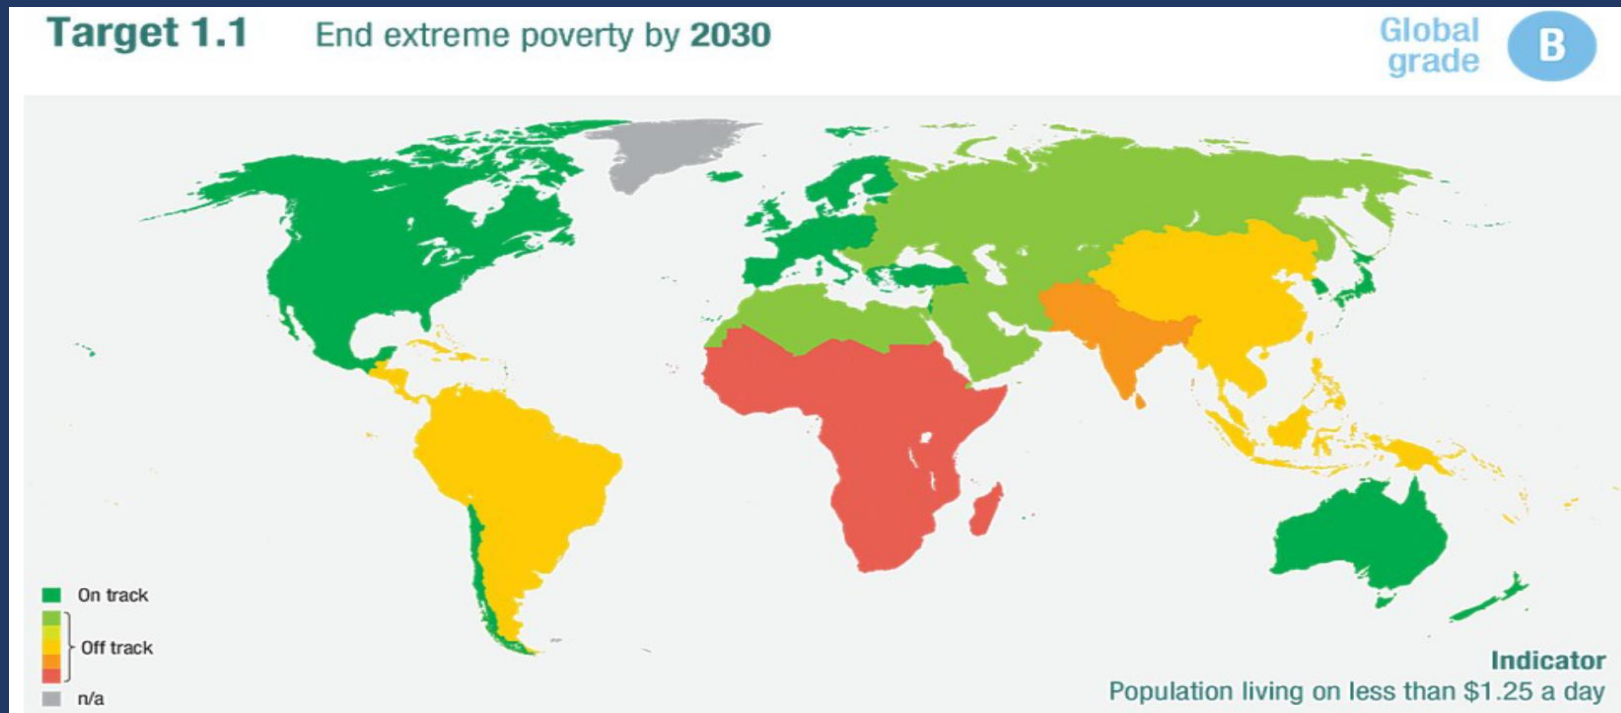 Target 1.1 End extreme poverty by 2030
Global
grade
B
On track
Off track
n/a
Indicator
Population living on less than $1.25 a day